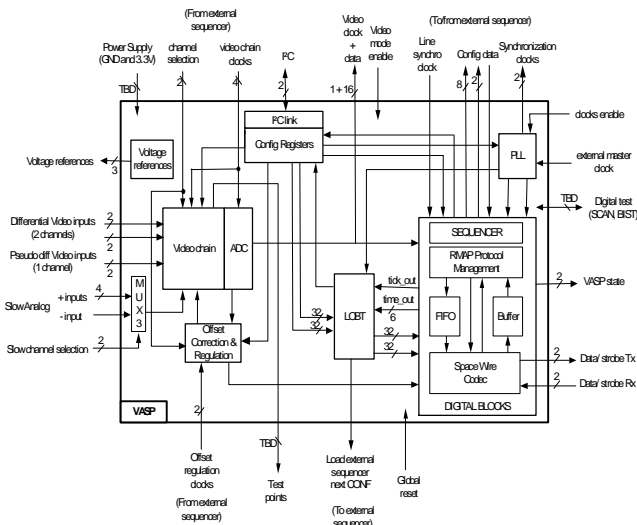 (From external
sequencer)
Power Supply
(GND and 3.3V)
channel
selection
video chain
clocks
I²C
Video
clock
+
data
Video
mode
enable
Line
synchro
clock
(To/from external sequencer)
Config data
Synchronization
clocks
TBD
2
4
2
1 + 16
8
2
2
I²C link
Config Registers
Voltage
references
Voltage references
3
PLL
clocks enable
external master
clock
TBD
Digital test
(SCAN, BIST)
Differential Video inputs
(2 channels)
2
2
Pseudo diff Video inputs
(1 channel)
2
Video chain
ADC
SEQUENCER
RMAP Protocol
Management
Slow Analog
+ inputs
- input
4
M
U
X
3
LOBT
tick_out
time_out
6
32
32
32
32
FIFO
Buffer
2
VASP state
Slow channel selection
2
Offset
Correction &
Regulation
Space Wire
Codec
2
Data/ strobe Tx
2
Data/ strobe Rx
DIGITAL BLOCKS
VASP
2
TBD
Offset
regulation
clocks
(From external
sequencer)
Test
points
Load external
sequencer
next CONF
(To external
sequencer)
Global
reset